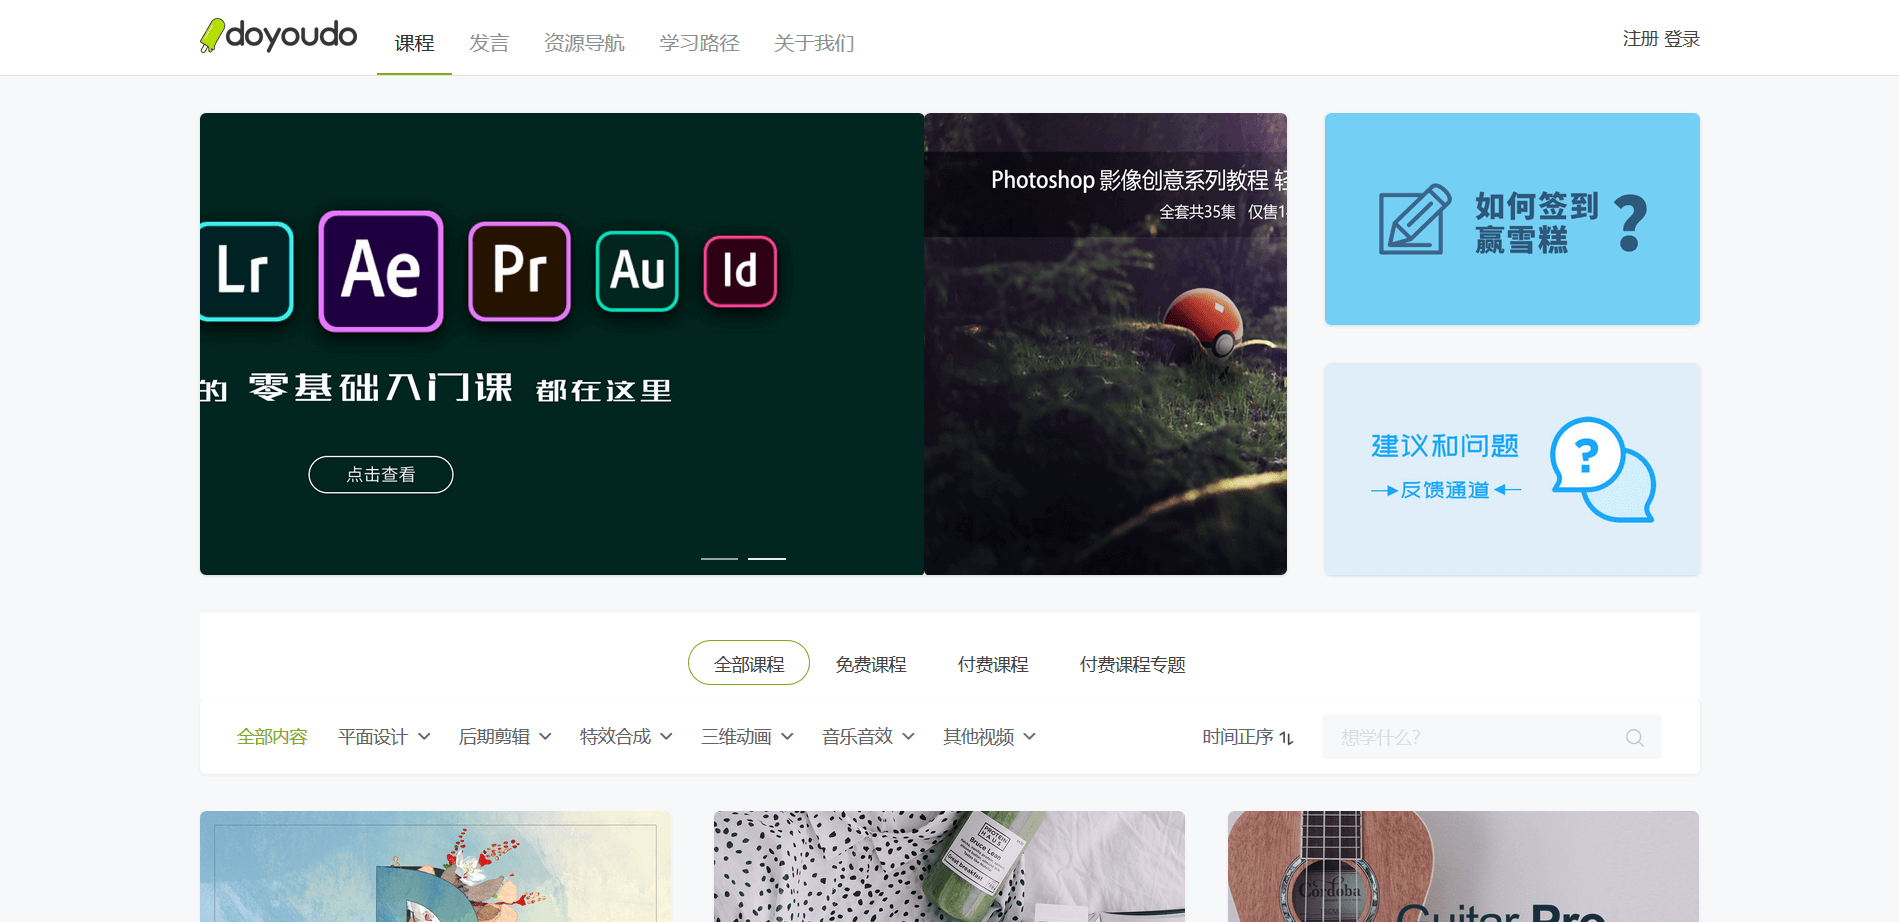 doyoudo
课程 发言 资源导航 学习路径 关于我们
注册 登录
Lr Ae Pr Au Id
的 零基础入门课 都在这里
点击查看
Photoshop 影像创意系列教程 轻
全套共35集 仅售1
如何签到
赢雪糕 ?
建议和问题
反馈通道
?
全部课程 免费课程 付费课程 付费课程专题
全部内容 平面设计 后期剪辑 特效合成 三维动画 音乐音效 其他视频
时间正序
想学什么?
PROTEIN
HAUS
Bruce Lean
Great breakfast
Córdoba
Guitar Pro